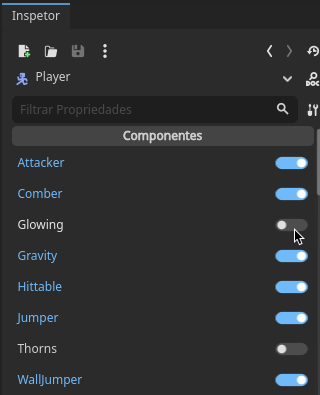 Inspetor
Player
Filtrar Propriedades
Componentes
Attacker
Comber
Glowing
Gravity
Hittable
Jumper
Thorns
WallJumper